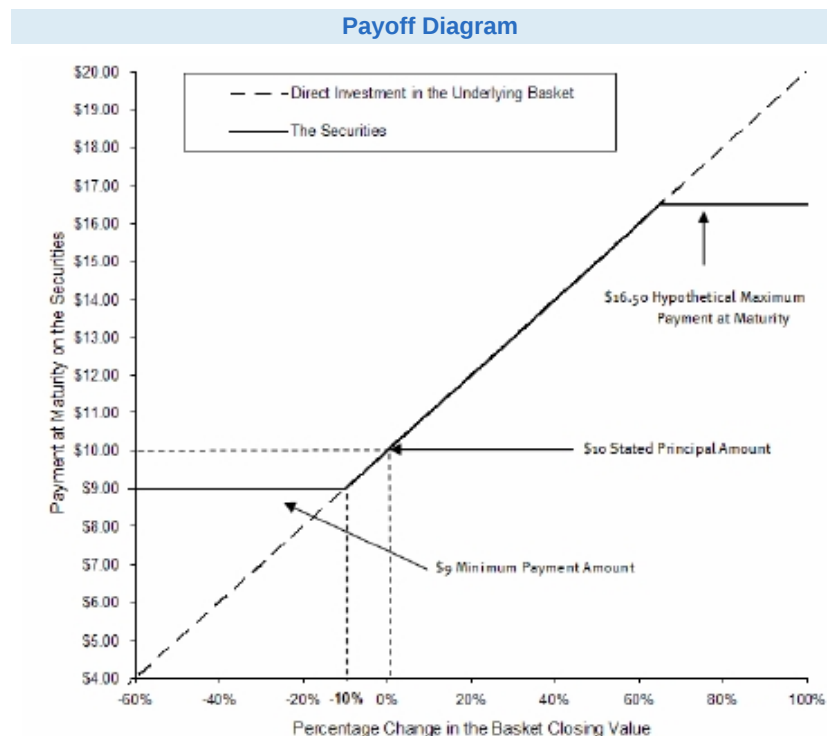 Payoff Diagram
$20.00
$19.00
$18.00
$17.00
$16.00
$15.00
$14.00
$13.00
$12.00
$11.00
$10.00
$9.00
$8.00
$7.00
$6.00
$5.00
$4.00
Payment at Maturity on the Securities
Direct Investment in the Underlying Basket
The Securities
$16.50 Hypothetical Maximum
Payment at Maturity
$10 Stated Principal Amount
$9 Minimum Payment Amount
-60% -40% -20% -10% 0% 20% 40% 60% 80% 100%
Percentage Change in the Basket Closing Value